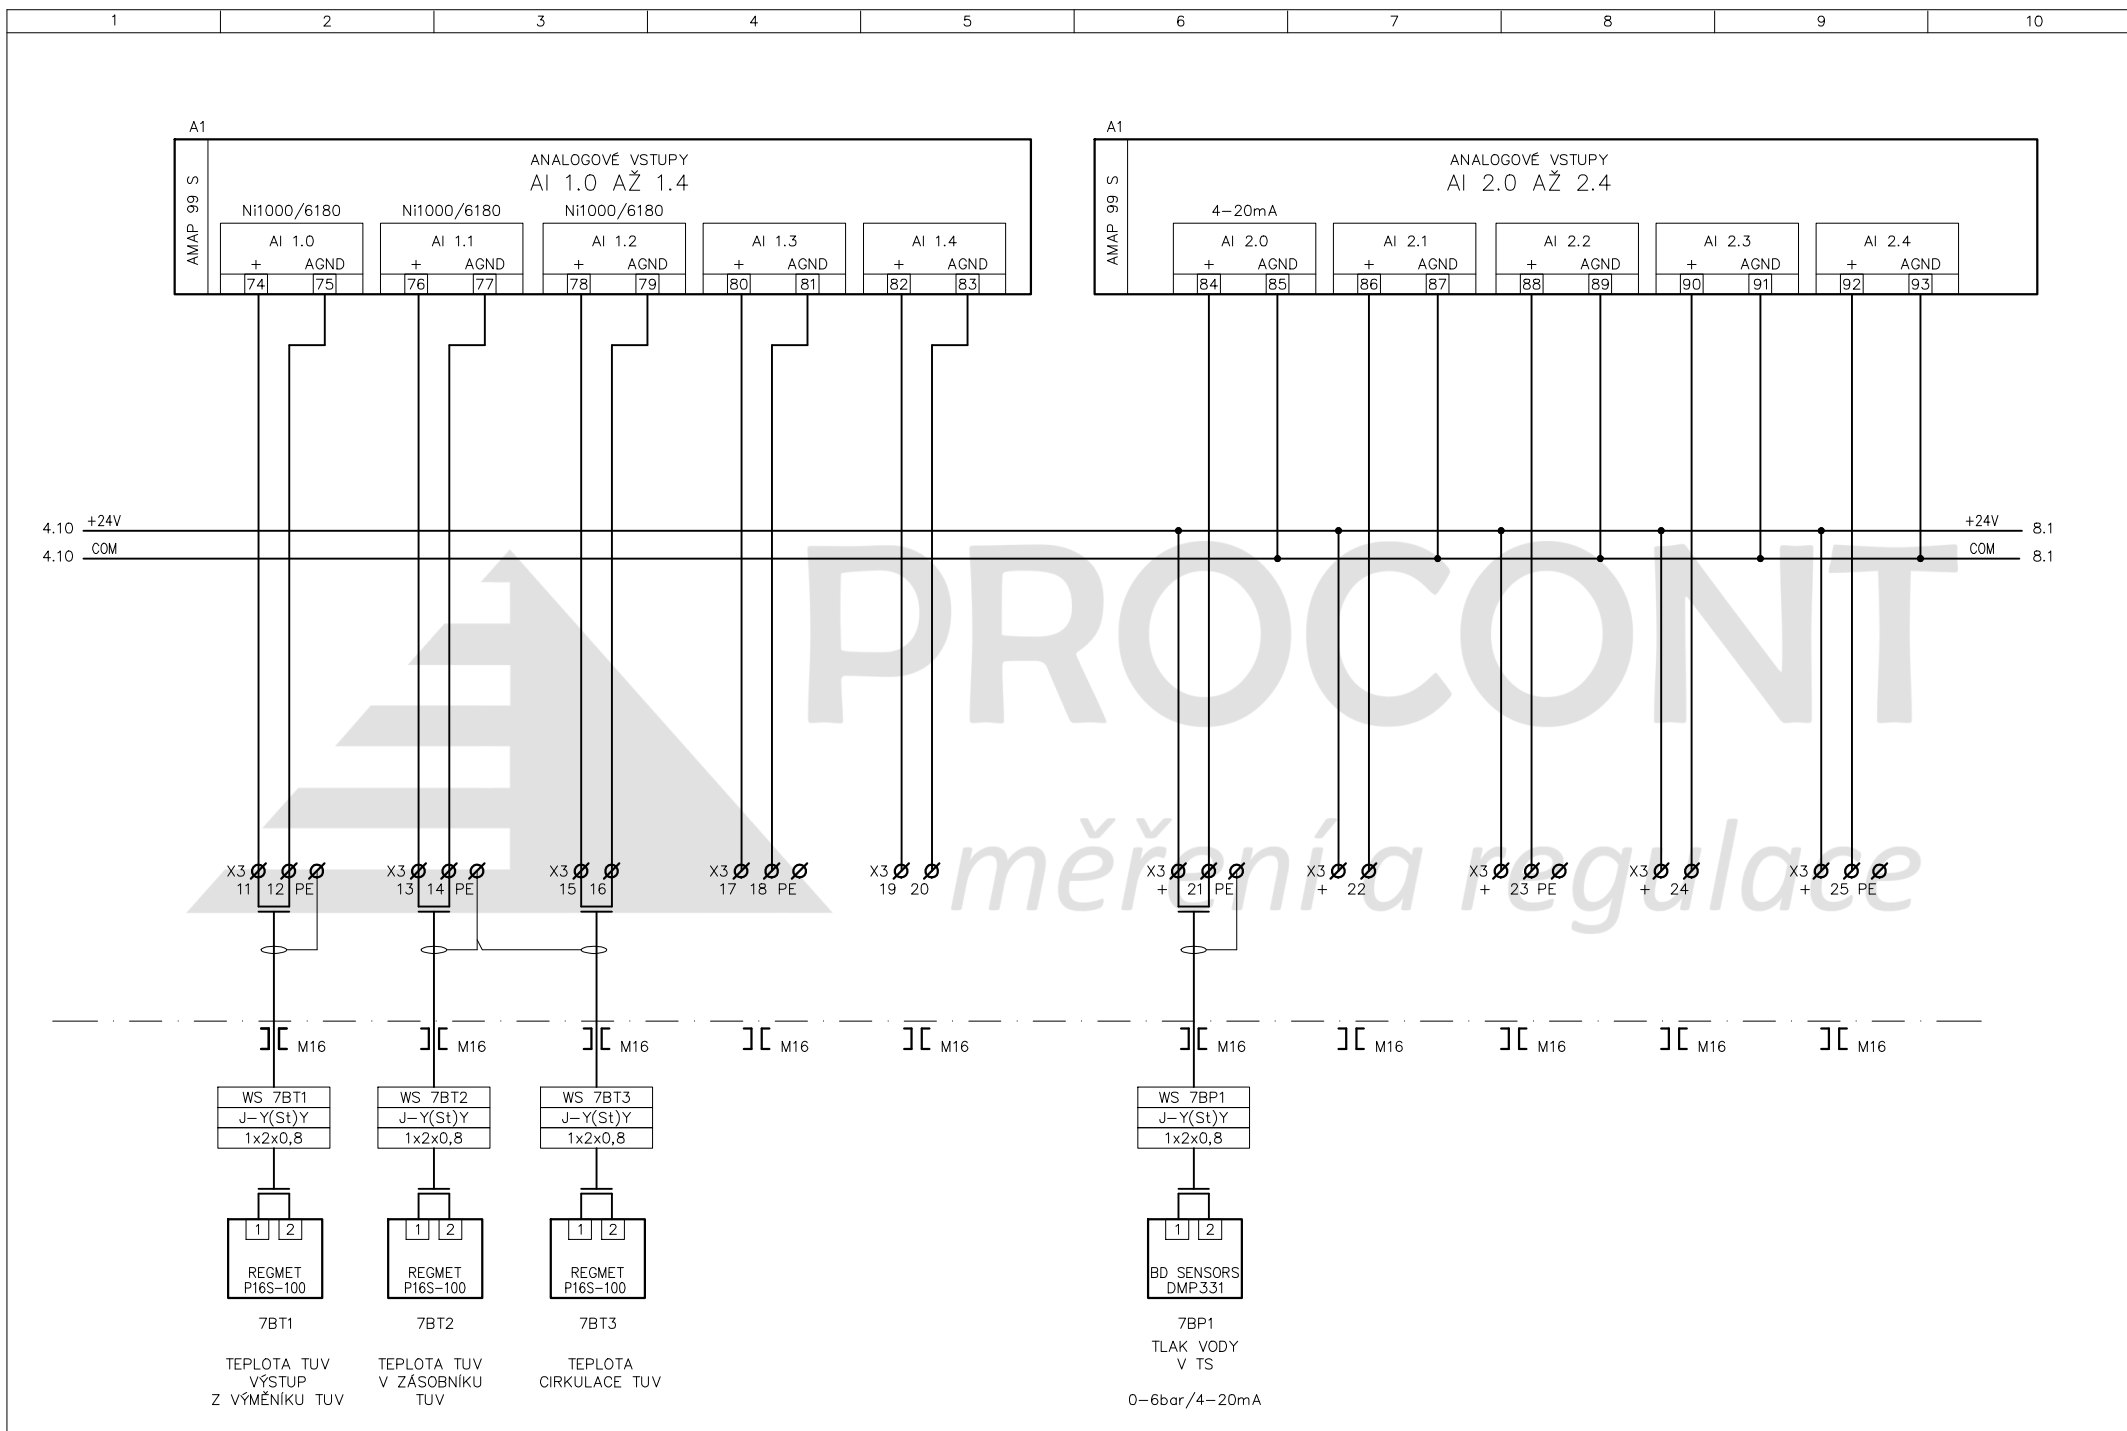 1 2 3 4 5 6 7 8 9 10
A1 A1
AMAP 99 S
ANALOGOVÉ VSTUPY
AI 1.0 AŽ 1.4
Ni1000/6180 Ni1000/6180 Ni1000/6180
AI 1.0 AI 1.1 AI 1.2 AI 1.3 AI 1.4
+ AGND + AGND + AGND + AGND + AGND
74 75 76 77 78 79 80 81 82 83
AMAP 99 S
ANALOGOVÉ VSTUPY
AI 2.0 AŽ 2.4
4-20mA
AI 2.0 AI 2.1 AI 2.2 AI 2.3 AI 2.4
+ AGND + AGND + AGND + AGND + AGND
84 85 86 87 88 89 90 91 92 93
4.10 +24V +24V 8.1
4.10 COM COM 8.1
PROCONT
měření a regulace
X3 X3 X3 X3 X3 X3 X3 X3 X3 X3
11 12 PE 13 14 PE 15 16 17 18 PE 19 20 + 21 PE + 22 + 23 PE + 24 + 25 PE
M16 M16 M16 M16 M16 M16 M16 M16 M16 M16
WS 7BT1 WS 7BT2 WS 7BT3 WS 7BP1
J-Y(St)Y J-Y(St)Y J-Y(St)Y J-Y(St)Y
1x2x0,8 1x2x0,8 1x2x0,8 1x2x0,8
1 2 1 2 1 2 1 2
REGMET REGMET REGMET BD SENSORS
P16S-100 P16S-100 P16S-100 DMP331
7BT1 7BT2 7BT3 7BP1
TEPLOTA TUV
VÝSTUP
Z VÝMĚNÍKU TUV
TEPLOTA TUV
V ZÁSOBNÍKU
TUV
TEPLOTA
CIRKULACE TUV
TLAK VODY
V TS
0-6bar/4-20mA